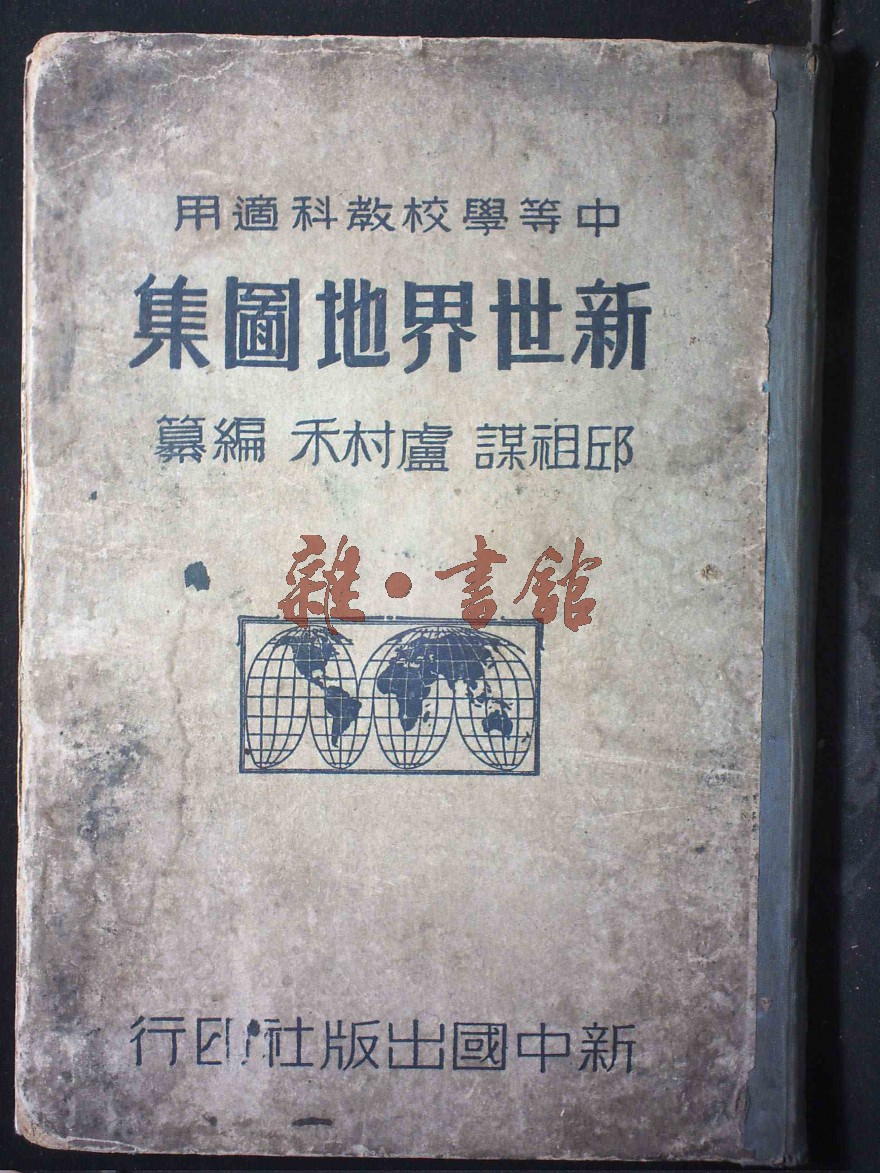 中等學校教科適用
新世界地圖集
邱祖謀 盧村禾 編纂
雜·書館
新中國出版社印行